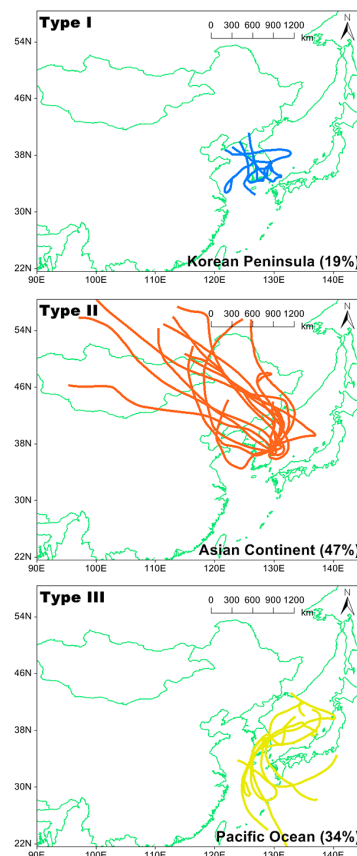 Type I
0 300 600 900 1200
km
54N
46N
38N
30N
22N
Korean Peninsula (19%)
Type II
0 300 600 900 1200
km
54N
46N
38N
30N
22N
Asian Continent (47%)
90E 100E 110E 120E 130E 140E
Type III
0 300 600 900 1200
km
54N
46N
38N
30N
22N
Pacific Ocean (34%)
90E 100E 110E 120E 130E 140E